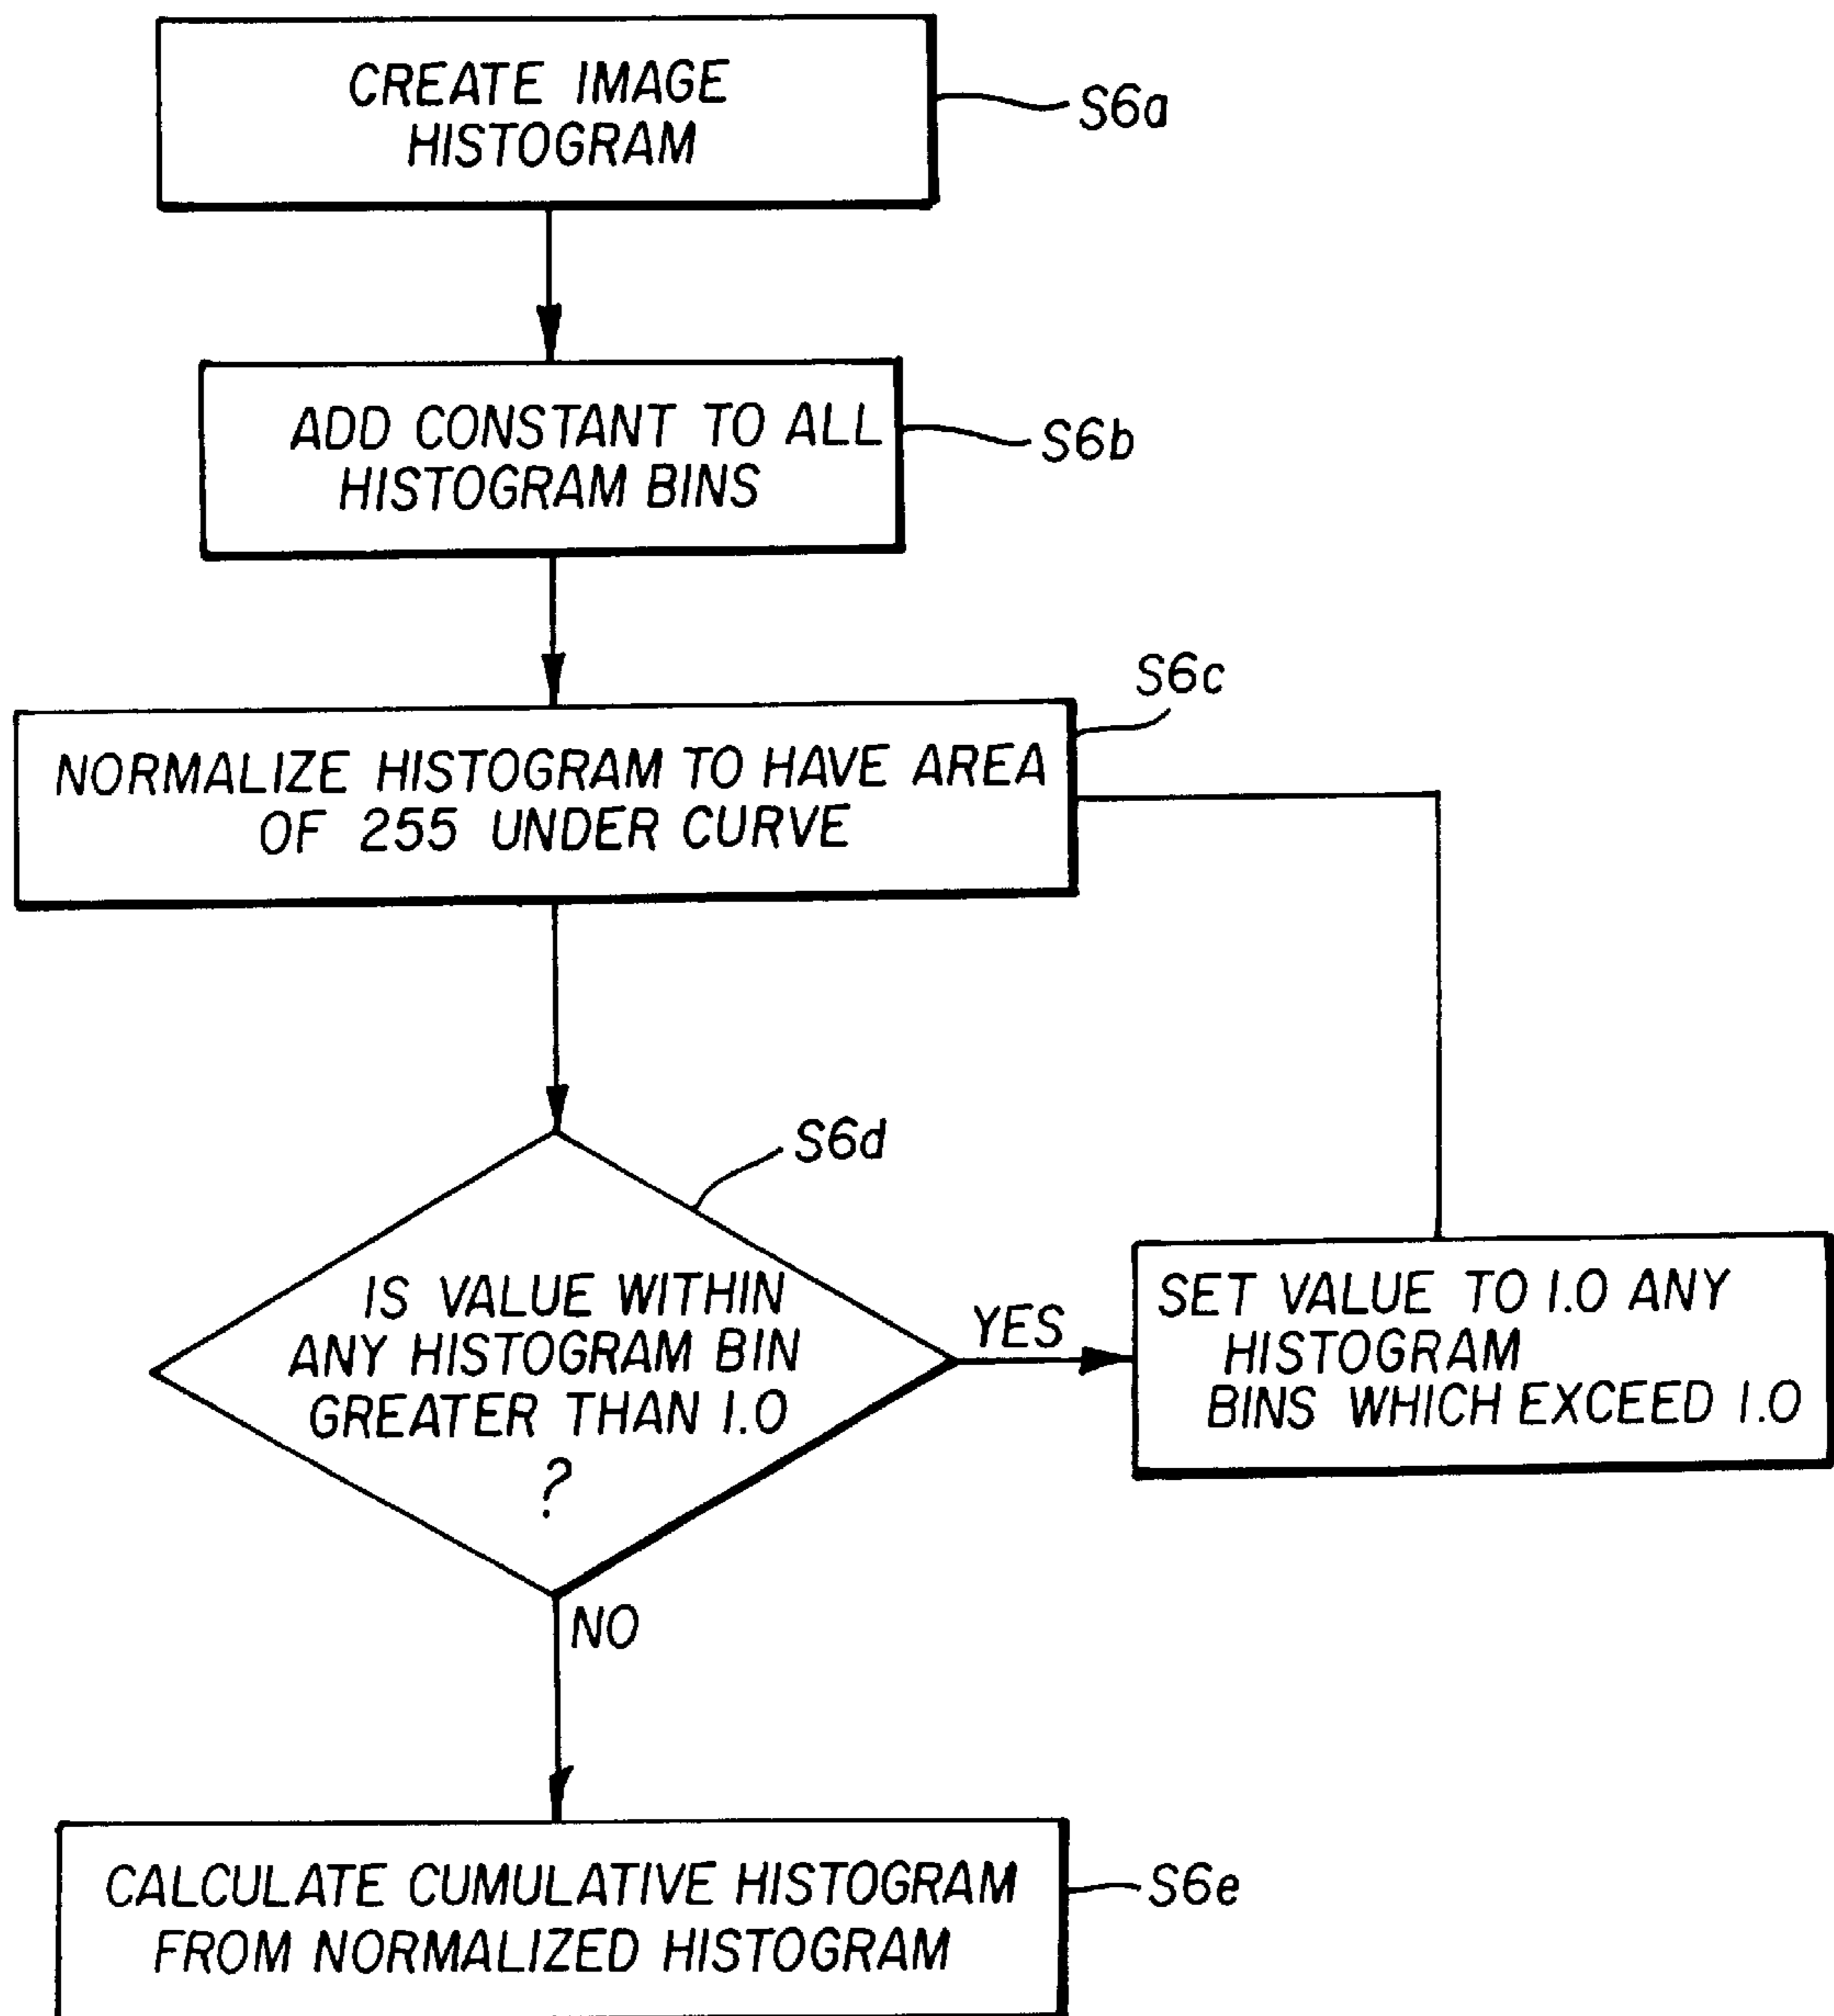 CREATE IMAGE
HISTOGRAM
S6a
ADD CONSTANT TO ALL
HISTOGRAM BINS
S6b
S6c
NORMALIZE HISTOGRAM TO HAVE AREA
OF 255 UNDER CURVE
S6d
IS VALUE WITHIN
ANY HISTOGRAM BIN
GREATER THAN 1.0
?
YES
SET VALUE TO 1.0 ANY
HISTOGRAM
BINS WHICH EXCEED 1.0
NO
CALCULATE CUMULATIVE HISTOGRAM
FROM NORMALIZED HISTOGRAM
S6e